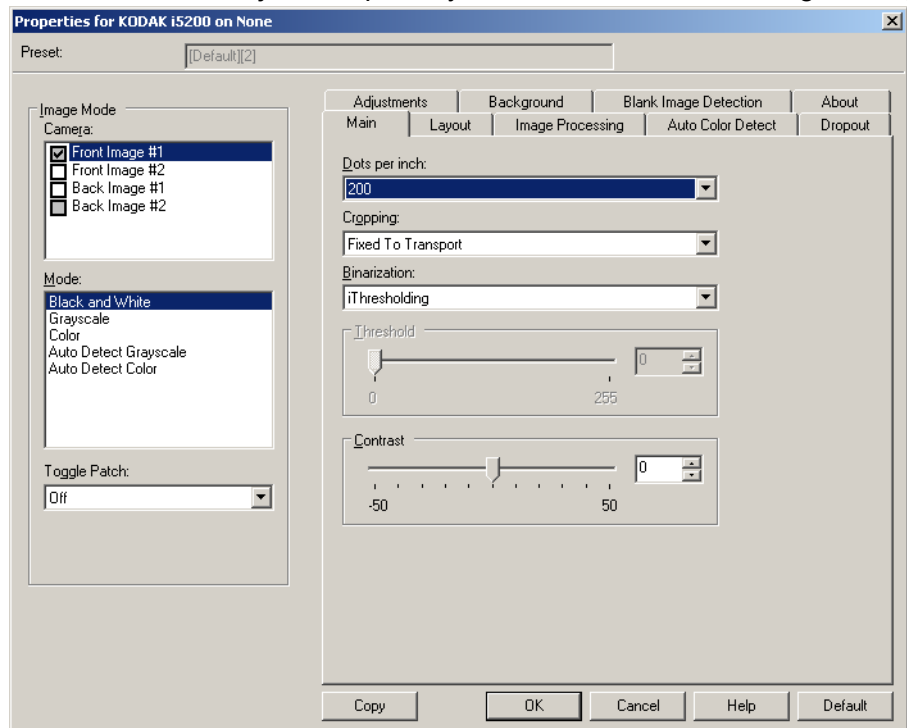 Properties for KODAK i5200 on None
Preset:
[Default][2]
Image Mode
Camera:
Front Image #1
Front Image #2
Back Image #1
Back Image #2
Mode:
Black and White
Grayscale
Color
Auto Detect Grayscale
Auto Detect Color
Toggle Patch:
Off
Adjustments Background Blank Image Detection About
Main Layout Image Processing Auto Color Detect Dropout
Dots per inch:
200
Cropping:
Fixed To Transport
Binarization:
iThresholding
Threshold
0
0 255
Contrast
0
-50 50
Copy OK Cancel Help Default